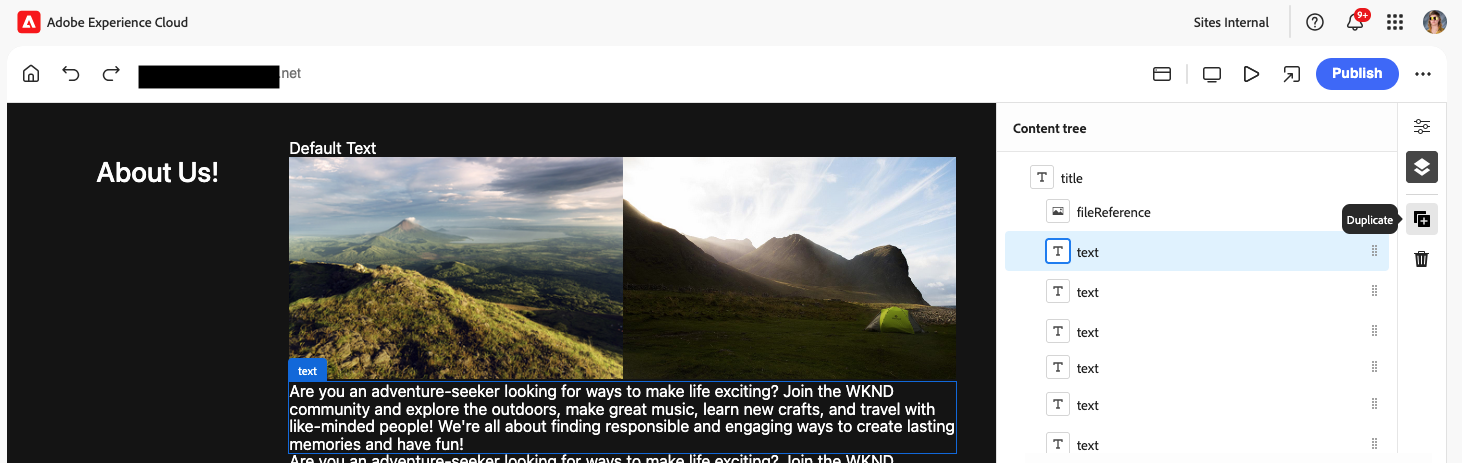 Adobe Experience Cloud
Sites Internal
9+
.net
Publish
About Us!
Default Text
text
Are you an adventure-seeker looking for ways to make life exciting? Join the WKND
community and explore the outdoors, make great music, learn new crafts, and travel with
like-minded people! We're all about finding responsible and engaging ways to create lasting
memories and have fun!
Are you an adventure-seeker looking for ways to make life exciting? Join the WKND
Content tree
T title
fileReference
Duplicate
T text
T text
T text
T text
T text
T text